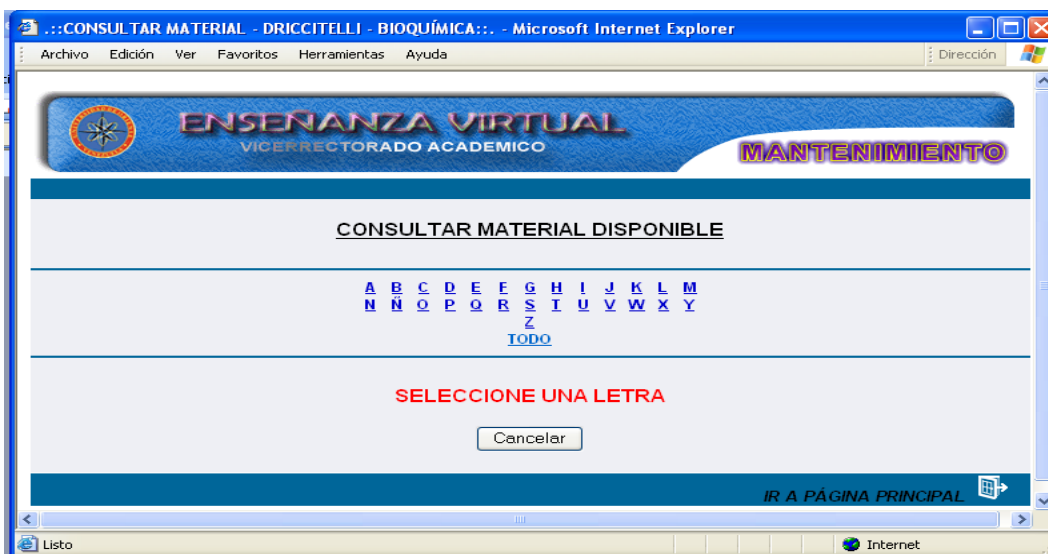 .::CONSULTAR MATERIAL - DRICCITELLI - BIOQUÍMICA::. - Microsoft Internet Explorer
Archivo Edición Ver Favoritos Herramientas Ayuda Dirección
ENSEÑANZA VIRTUAL
VICERRECTORADO ACADEMICO
MANTENIMIENTO
CONSULTAR MATERIAL DISPONIBLE
A B C D E F G H I J K L M
N Ñ O P Q R S T U V W X Y
Z
TODO
SELECCIONE UNA LETRA
Cancelar
IR A PÁGINA PRINCIPAL
Listo Internet